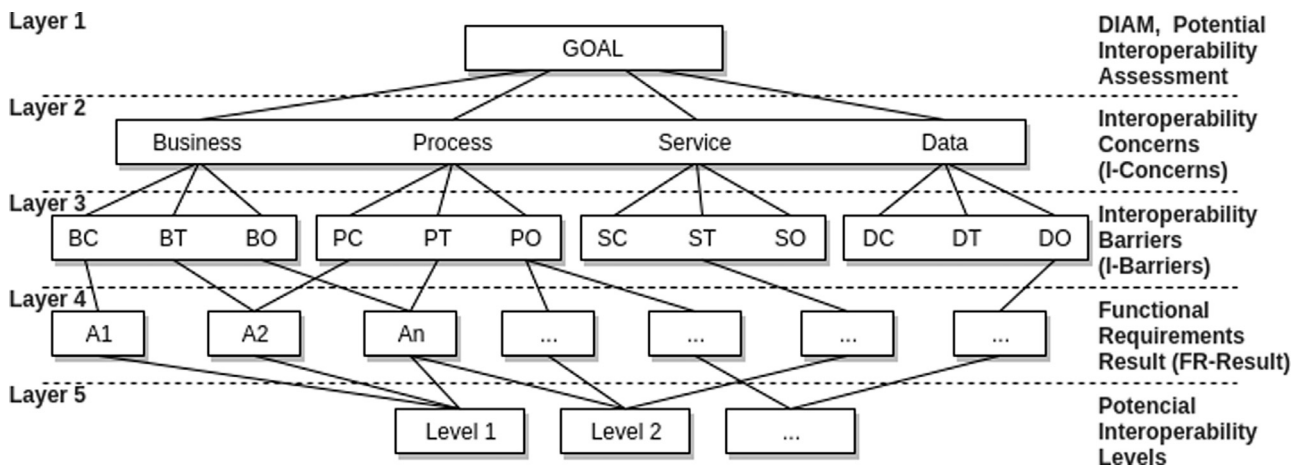 Layer 1
GOAL
DIAM, Potential
Interoperability
Assessment
Layer 2
Business Process Service Data
Interoperability
Concerns
(I-Concerns)
Layer 3
BC BT BO PC PT PO SC ST SO DC DT DO
Interoperability
Barriers
(I-Barriers)
Layer 4
A1 A2 An ... ... ... ...
Functional
Requirements
Result (FR-Result)
Layer 5
Level 1 Level 2 ...
Potencial
Interoperability
Levels